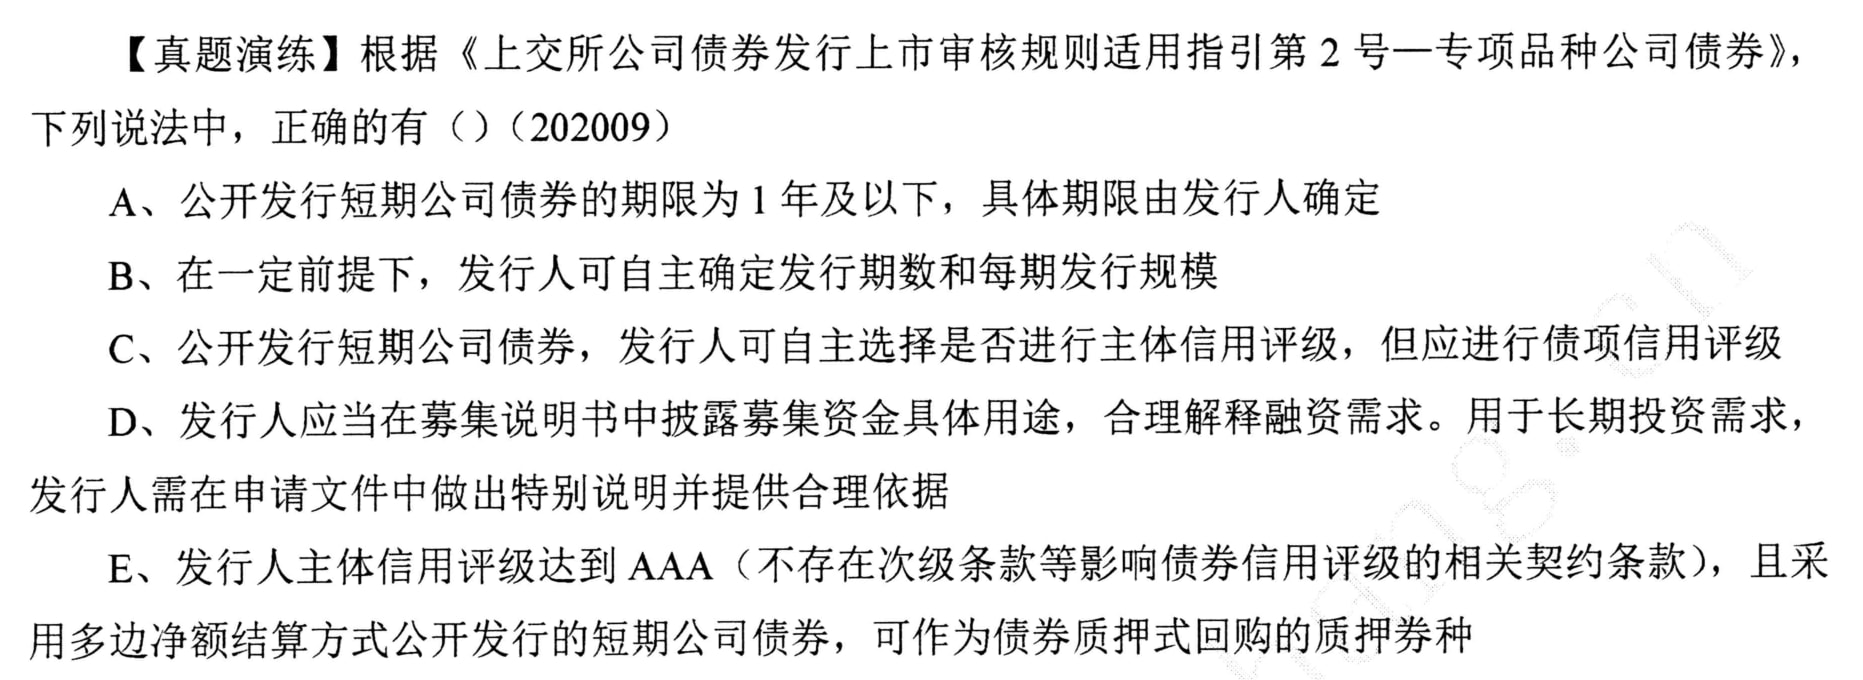 【真题演练】根据《上交所公司债券发行上市审核规则适用指引第 2 号—专项品种公司债券》，
下列说法中，正确的有（）（202009）
A、公开发行短期公司债券的期限为 1 年及以下，具体期限由发行人确定
B、在一定前提下，发行人可自主确定发行期数和每期发行规模
C、公开发行短期公司债券，发行人可自主选择是否进行主体信用评级，但应进行债项信用评级
D、发行人应当在募集说明书中披露募集资金具体用途，合理解释融资需求。用于长期投资需求，
发行人需在申请文件中做出特别说明并提供合理依据
E、发行人主体信用评级达到 AAA（不存在次级条款等影响债券信用评级的相关契约条款），且采
用多边净额结算方式公开发行的短期公司债券，可作为债券质押式回购的质押券种